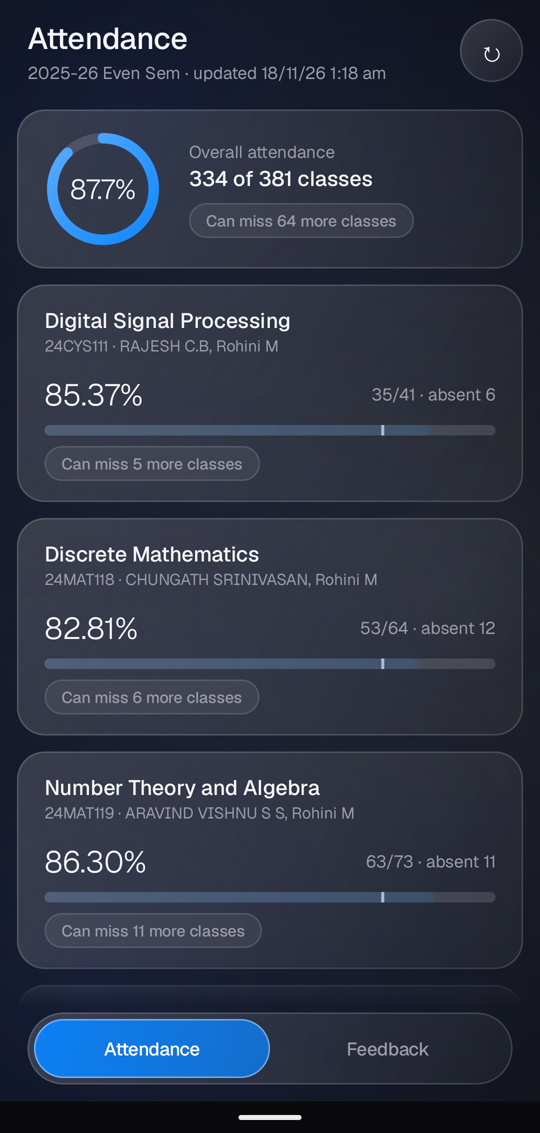 Attendance
2025-26 Even Sem · updated 18/11/26 1:18 am
↻
87.7%
Overall attendance
334 of 381 classes
Can miss 64 more classes
Digital Signal Processing
24CYS111 · RAJESH C.B, Rohini M
85.37%
35/41 · absent 6
Can miss 5 more classes
Discrete Mathematics
24MAT118 · CHUNGATH SRINIVASAN, Rohini M
82.81%
53/64 · absent 12
Can miss 6 more classes
Number Theory and Algebra
24MAT119 · ARAVIND VISHNU S S, Rohini M
86.30%
63/73 · absent 11
Can miss 11 more classes
Attendance
Feedback